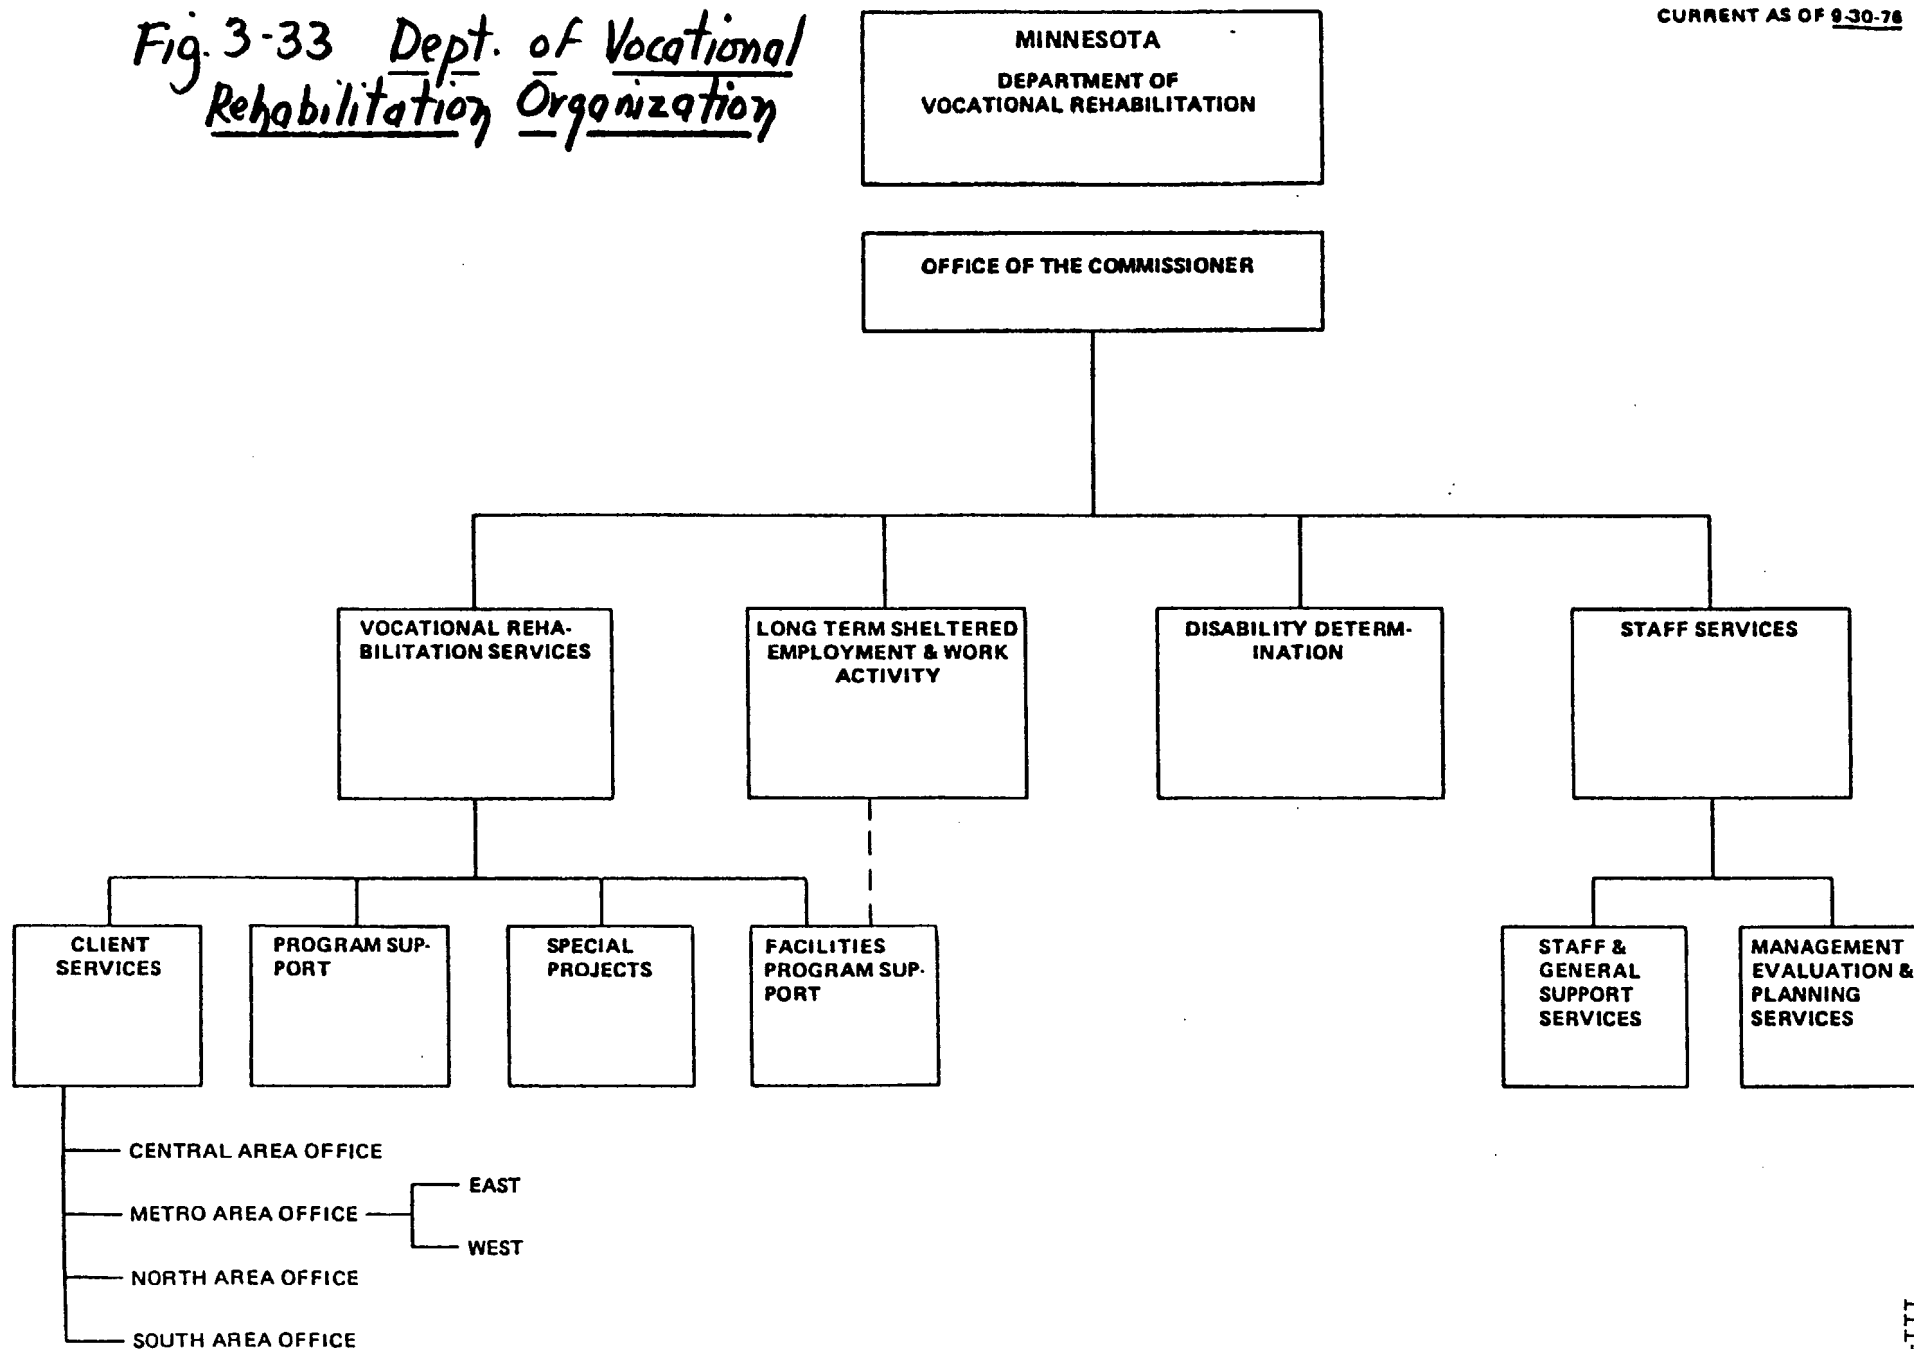 Fig. 3-33 Dept. of Vocational
Rehabilitation Organization
CURRENT AS OF 9-30-76
MINNESOTA
DEPARTMENT OF
VOCATIONAL REHABILITATION
OFFICE OF THE COMMISSIONER
VOCATIONAL REHA-
BILITATION SERVICES
LONG TERM SHELTERED
EMPLOYMENT & WORK
ACTIVITY
DISABILITY DETERM-
INATION
STAFF SERVICES
CLIENT
SERVICES
PROGRAM SUP-
PORT
SPECIAL
PROJECTS
FACILITIES
PROGRAM SUP-
PORT
STAFF &
GENERAL
SUPPORT
SERVICES
MANAGEMENT
EVALUATION &
PLANNING
SERVICES
CENTRAL AREA OFFICE
METRO AREA OFFICE
EAST
WEST
NORTH AREA OFFICE
SOUTH AREA OFFICE